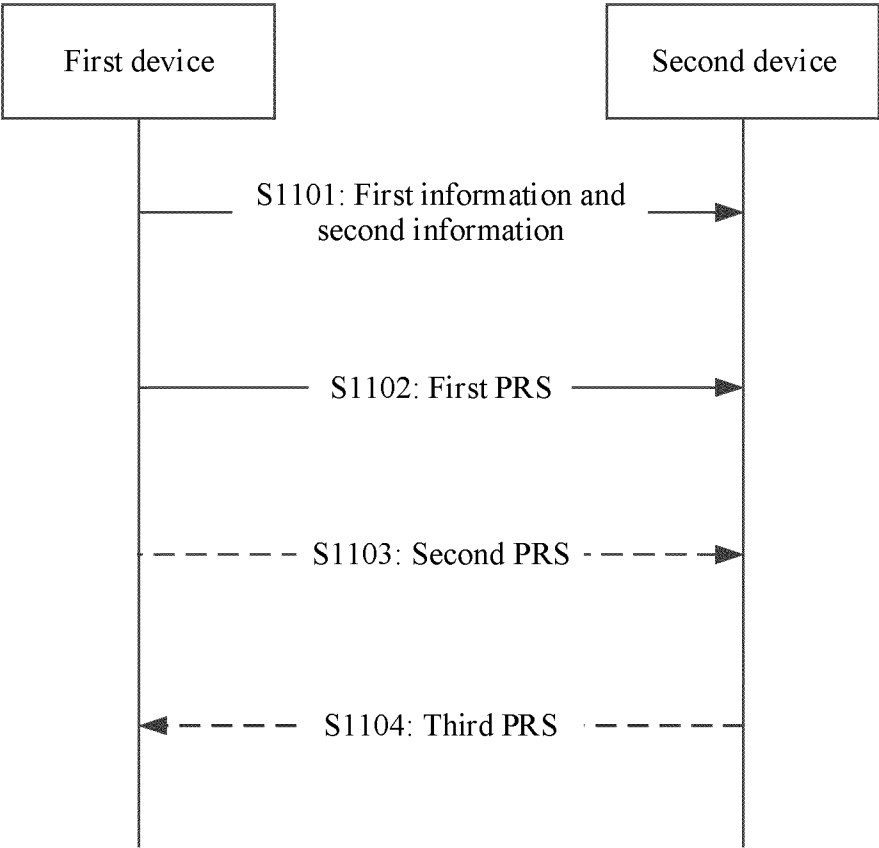 First device
Second device
S1101: First information and
second information
S1102: First PRS
S1103: Second PRS
S1104: Third PRS